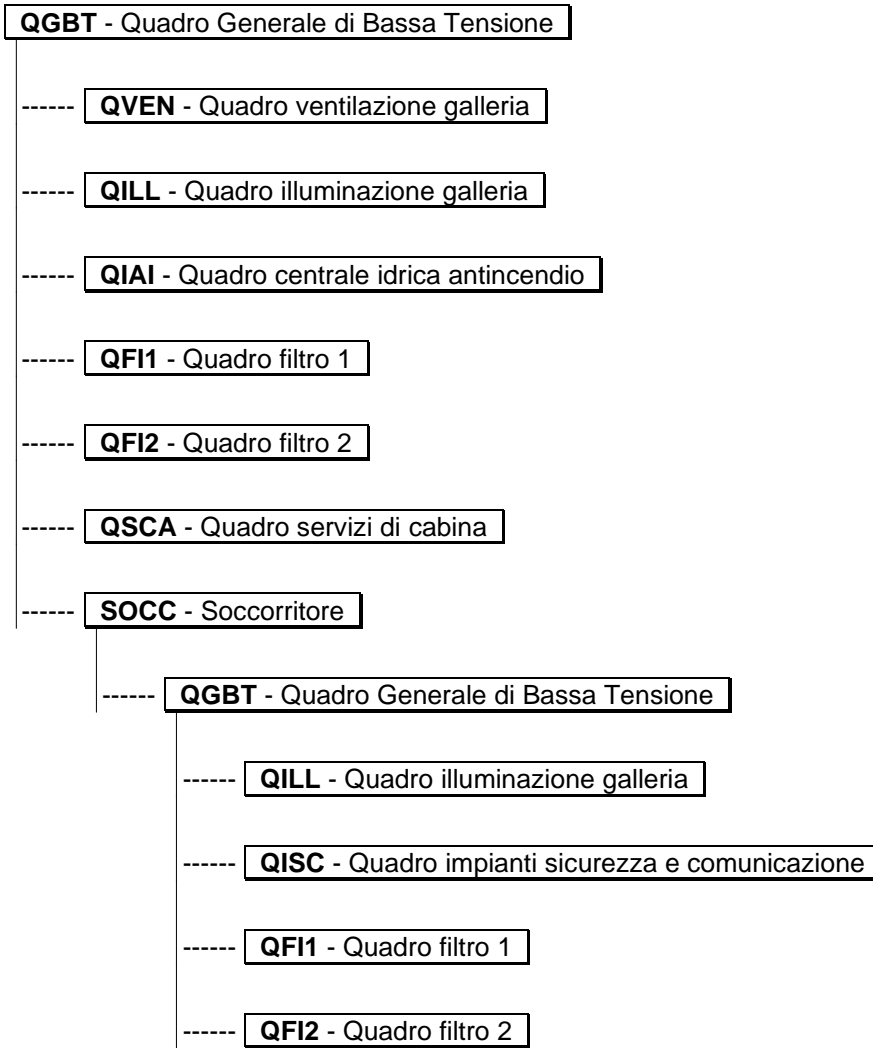 QGBT - Quadro Generale di Bassa Tensione
------ QVEN - Quadro ventilazione galleria
------ QILL - Quadro illuminazione galleria
------ QIAI - Quadro centrale idrica antincendio
------ QFI1 - Quadro filtro 1
------ QFI2 - Quadro filtro 2
------ QSCA - Quadro servizi di cabina
------ SOCC - Soccorritore
------ QGBT - Quadro Generale di Bassa Tensione
------ QILL - Quadro illuminazione galleria
------ QISC - Quadro impianti sicurezza e comunicazione
------ QFI1 - Quadro filtro 1
------ QFI2 - Quadro filtro 2